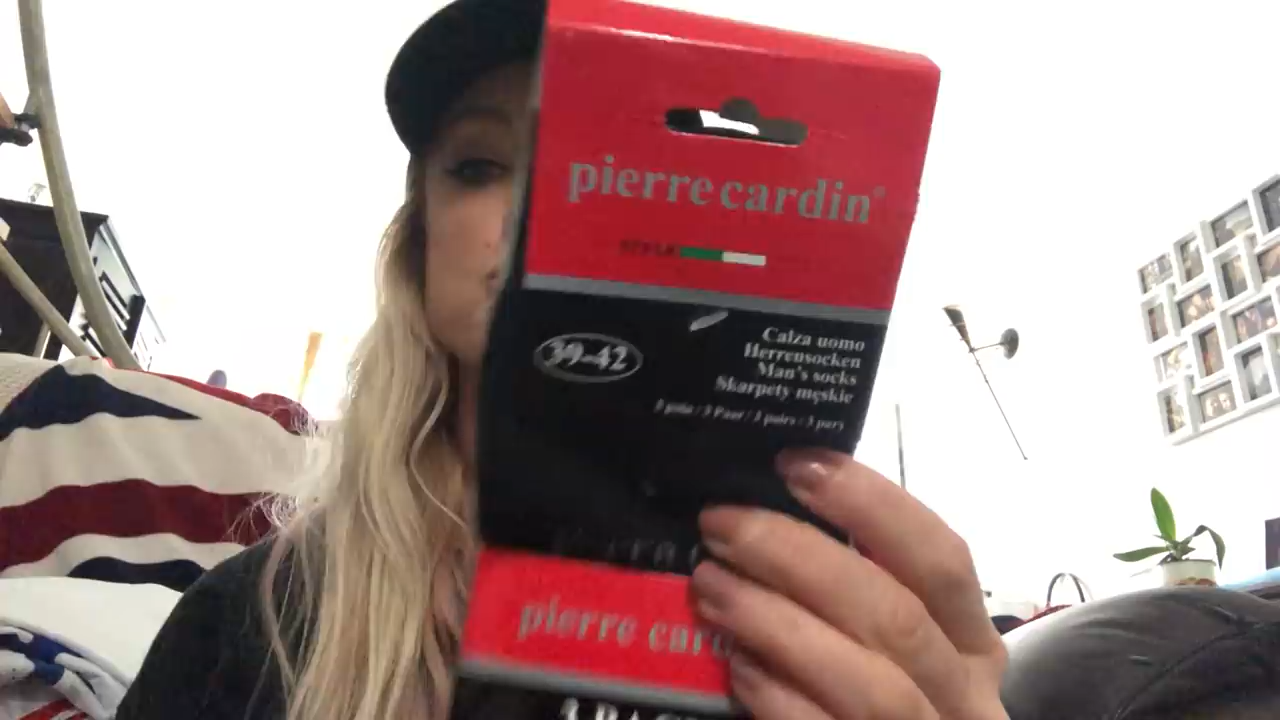 pierre cardin®
STYLE
39-42
Calza uomo
Herrensocken
Man's socks
Skarpety męskie
3 paia / 3 Paar / 3 pairs / 3 pary
pierre